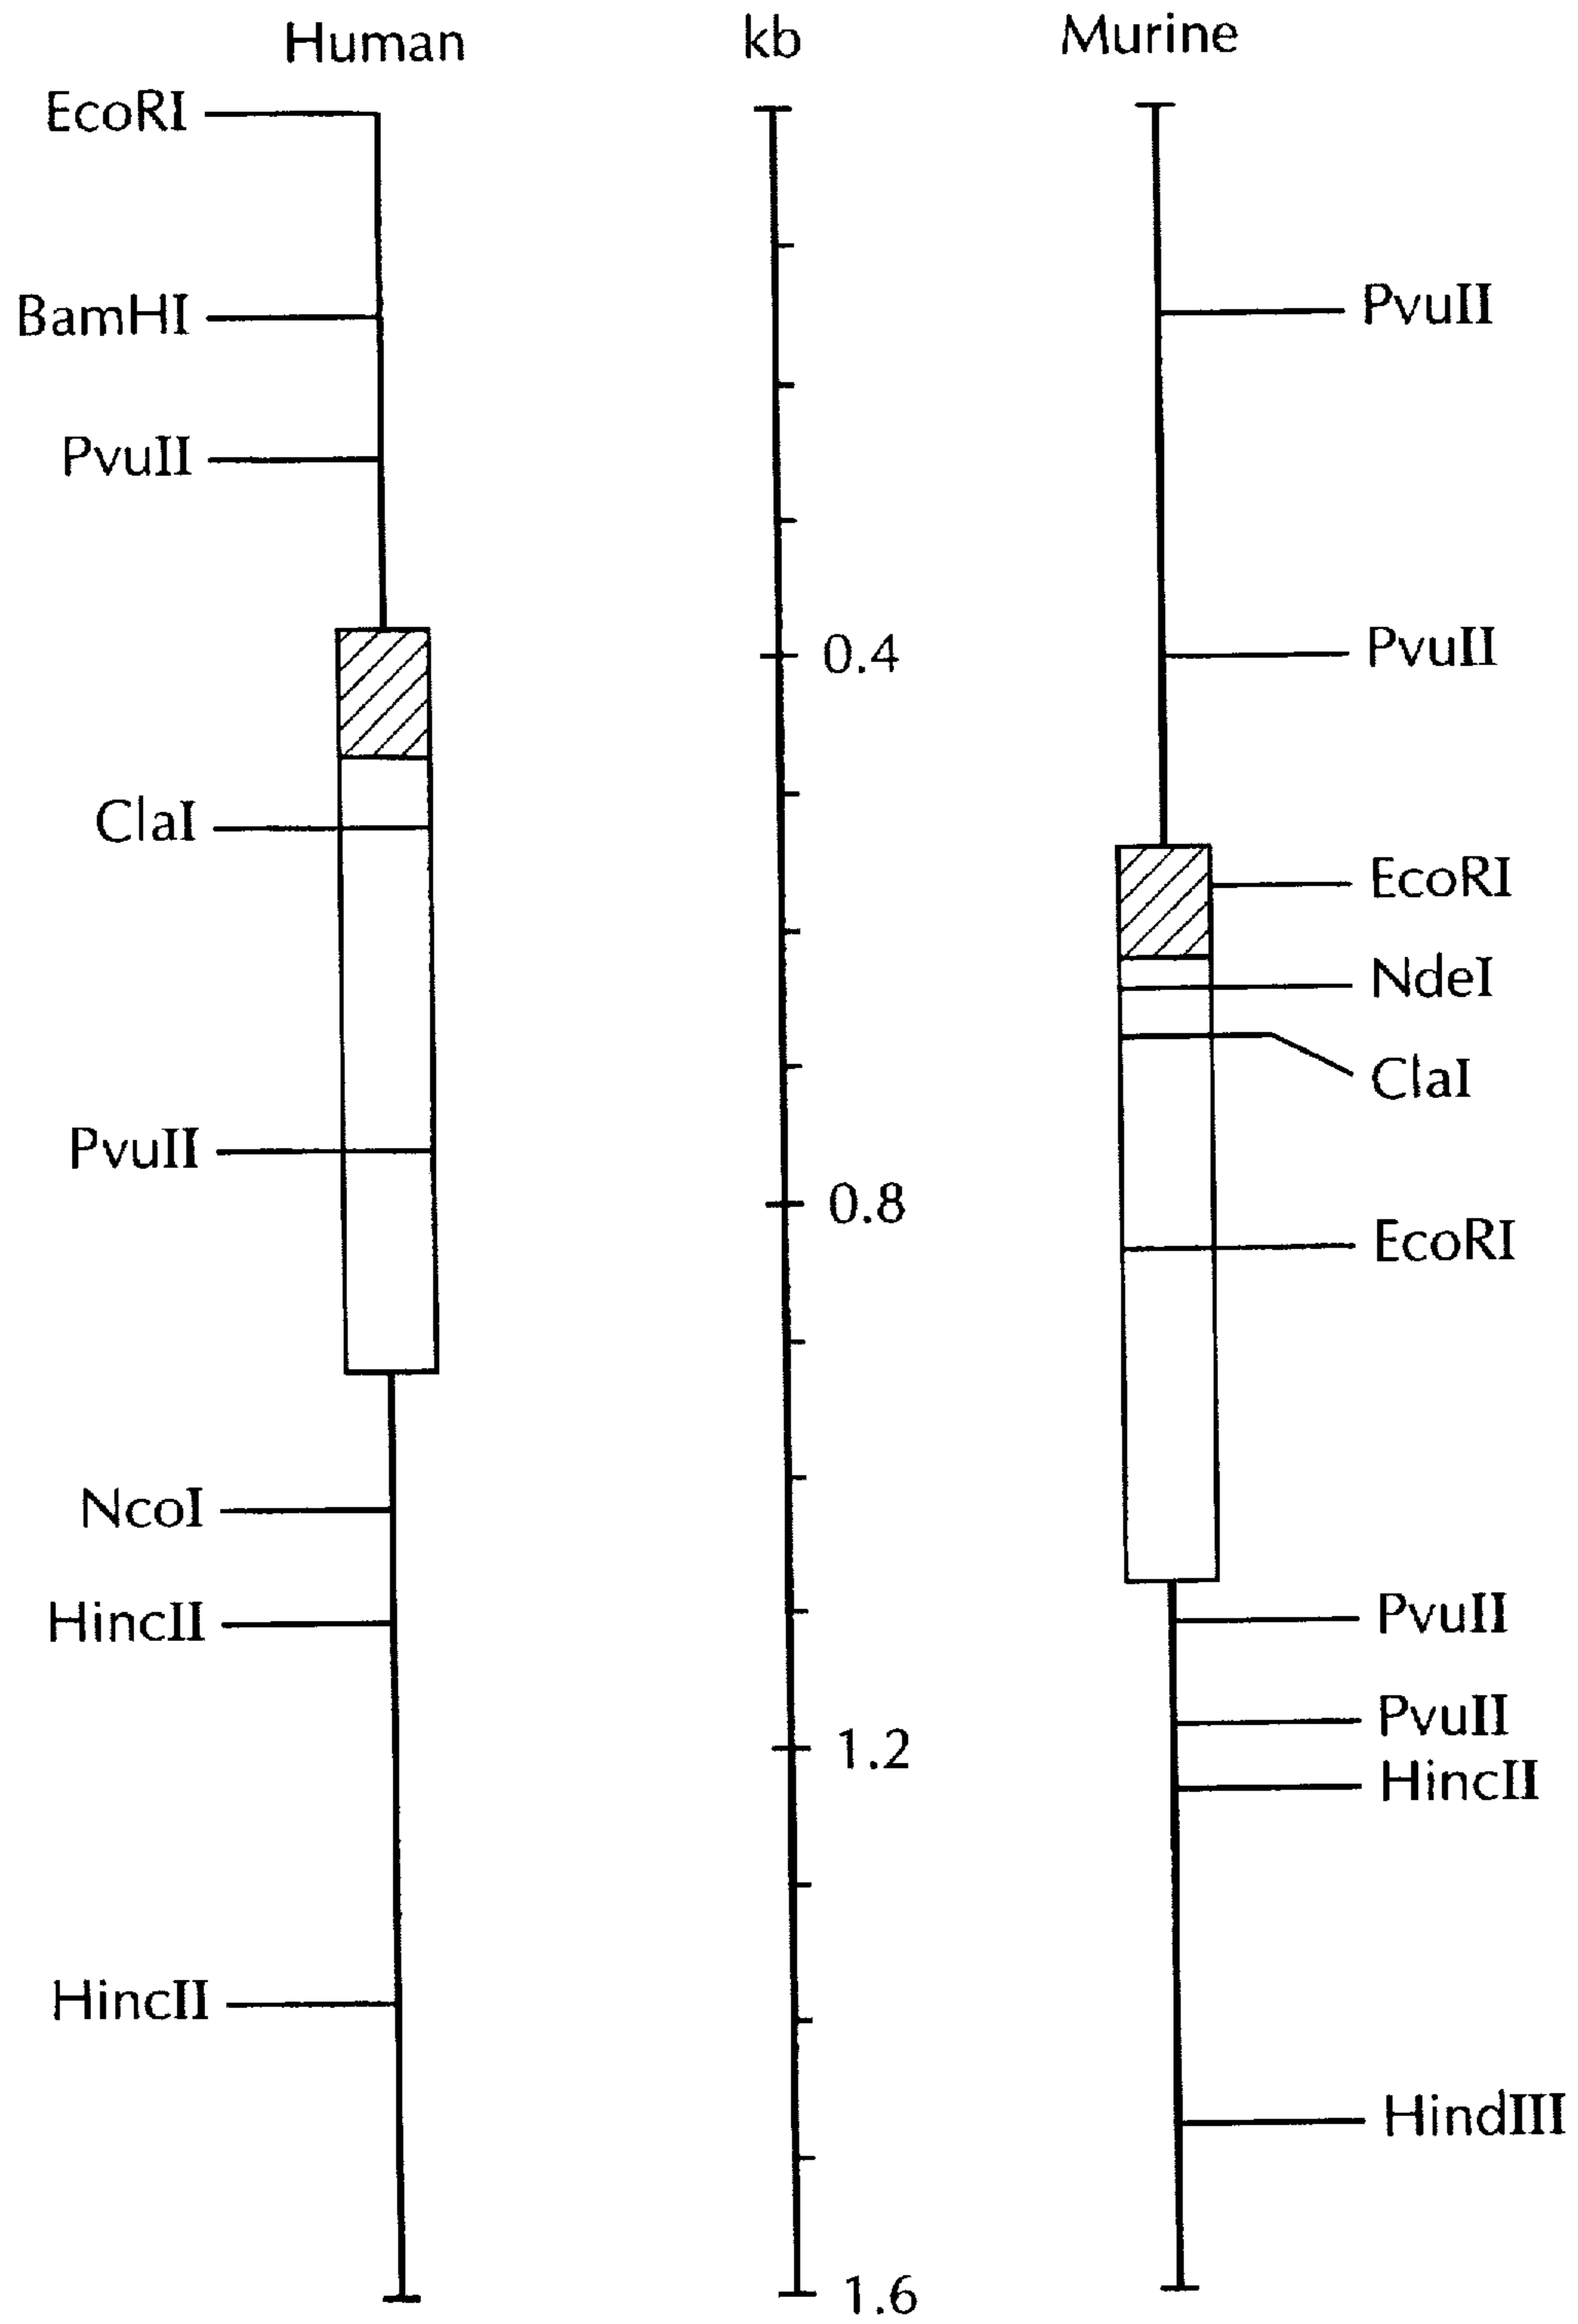 Human
kb
Murine
EcoRI
BamHI
PvuII
ClaI
PvuII
NcoI
HincII
HincII
0.4
0.8
1.2
1.6
PvuII
PvuII
EcoRI
NdeI
ClaI
EcoRI
PvuII
PvuII
HincII
HindIII